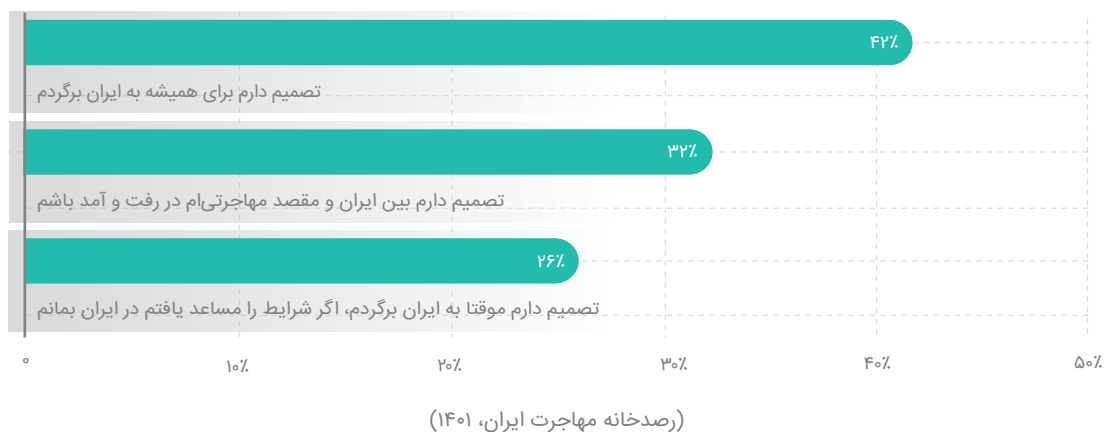 ۴۲٪
تصمیم دارم برای همیشه به ایران برگردم
۳۲٪
تصمیم دارم بین ایران و مقصد مهاجرتی‌ام در رفت و آمد باشم
۲۶٪
تصمیم دارم موقتا به ایران برگردم، اگر شرایط را مساعد یافتم در ایران بمانم
۰ ۱۰٪ ۲۰٪ ۳۰٪ ۴۰٪ ۵۰٪
(رصدخانه مهاجرت ایران، ۱۴۰۱)